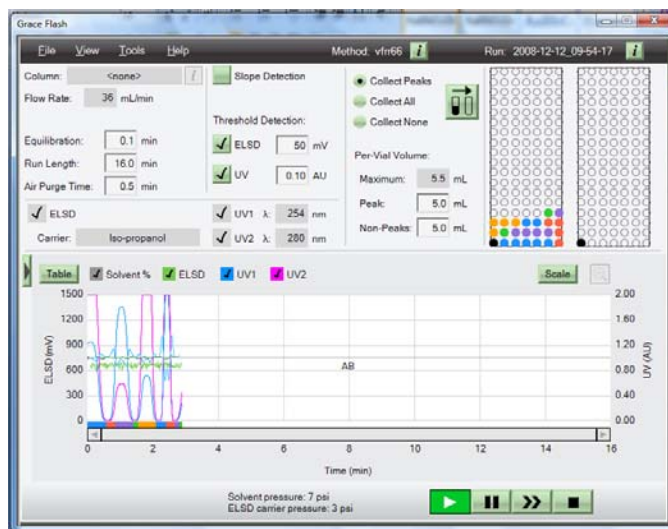 Grace Flash
File View Tools Help Method: vfrr66 i Run: 2008-12-12_09-54-17 i
Column: <none> i
Flow Rate: 36 mL/min
Equilibration: 0.1 min
Run Length: 16.0 min
Air Purge Time: 0.5 min
ELSD
Carrier: Iso-propanol
Slope Detection
Threshold Detection:
ELSD 50 mV
UV 0.10 AU
UV1 λ: 254 nm
UV2 λ: 280 nm
Collect Peaks
Collect All
Collect None
Per-Vial Volume:
Maximum: 5.5 mL
Peak: 5.0 mL
Non-Peaks: 5.0 mL
Table Solvent % ELSD UV1 UV2 Scale
1500 2.00
1200 1.60
900 1.20
600 0.80
300 0.40
0 0.00
ELSD (mV)
UV (AU)
AB
0 2 4 6 8 10 12 14 16
Time (min)
Solvent pressure: 7 psi
ELSD carrier pressure: 3 psi